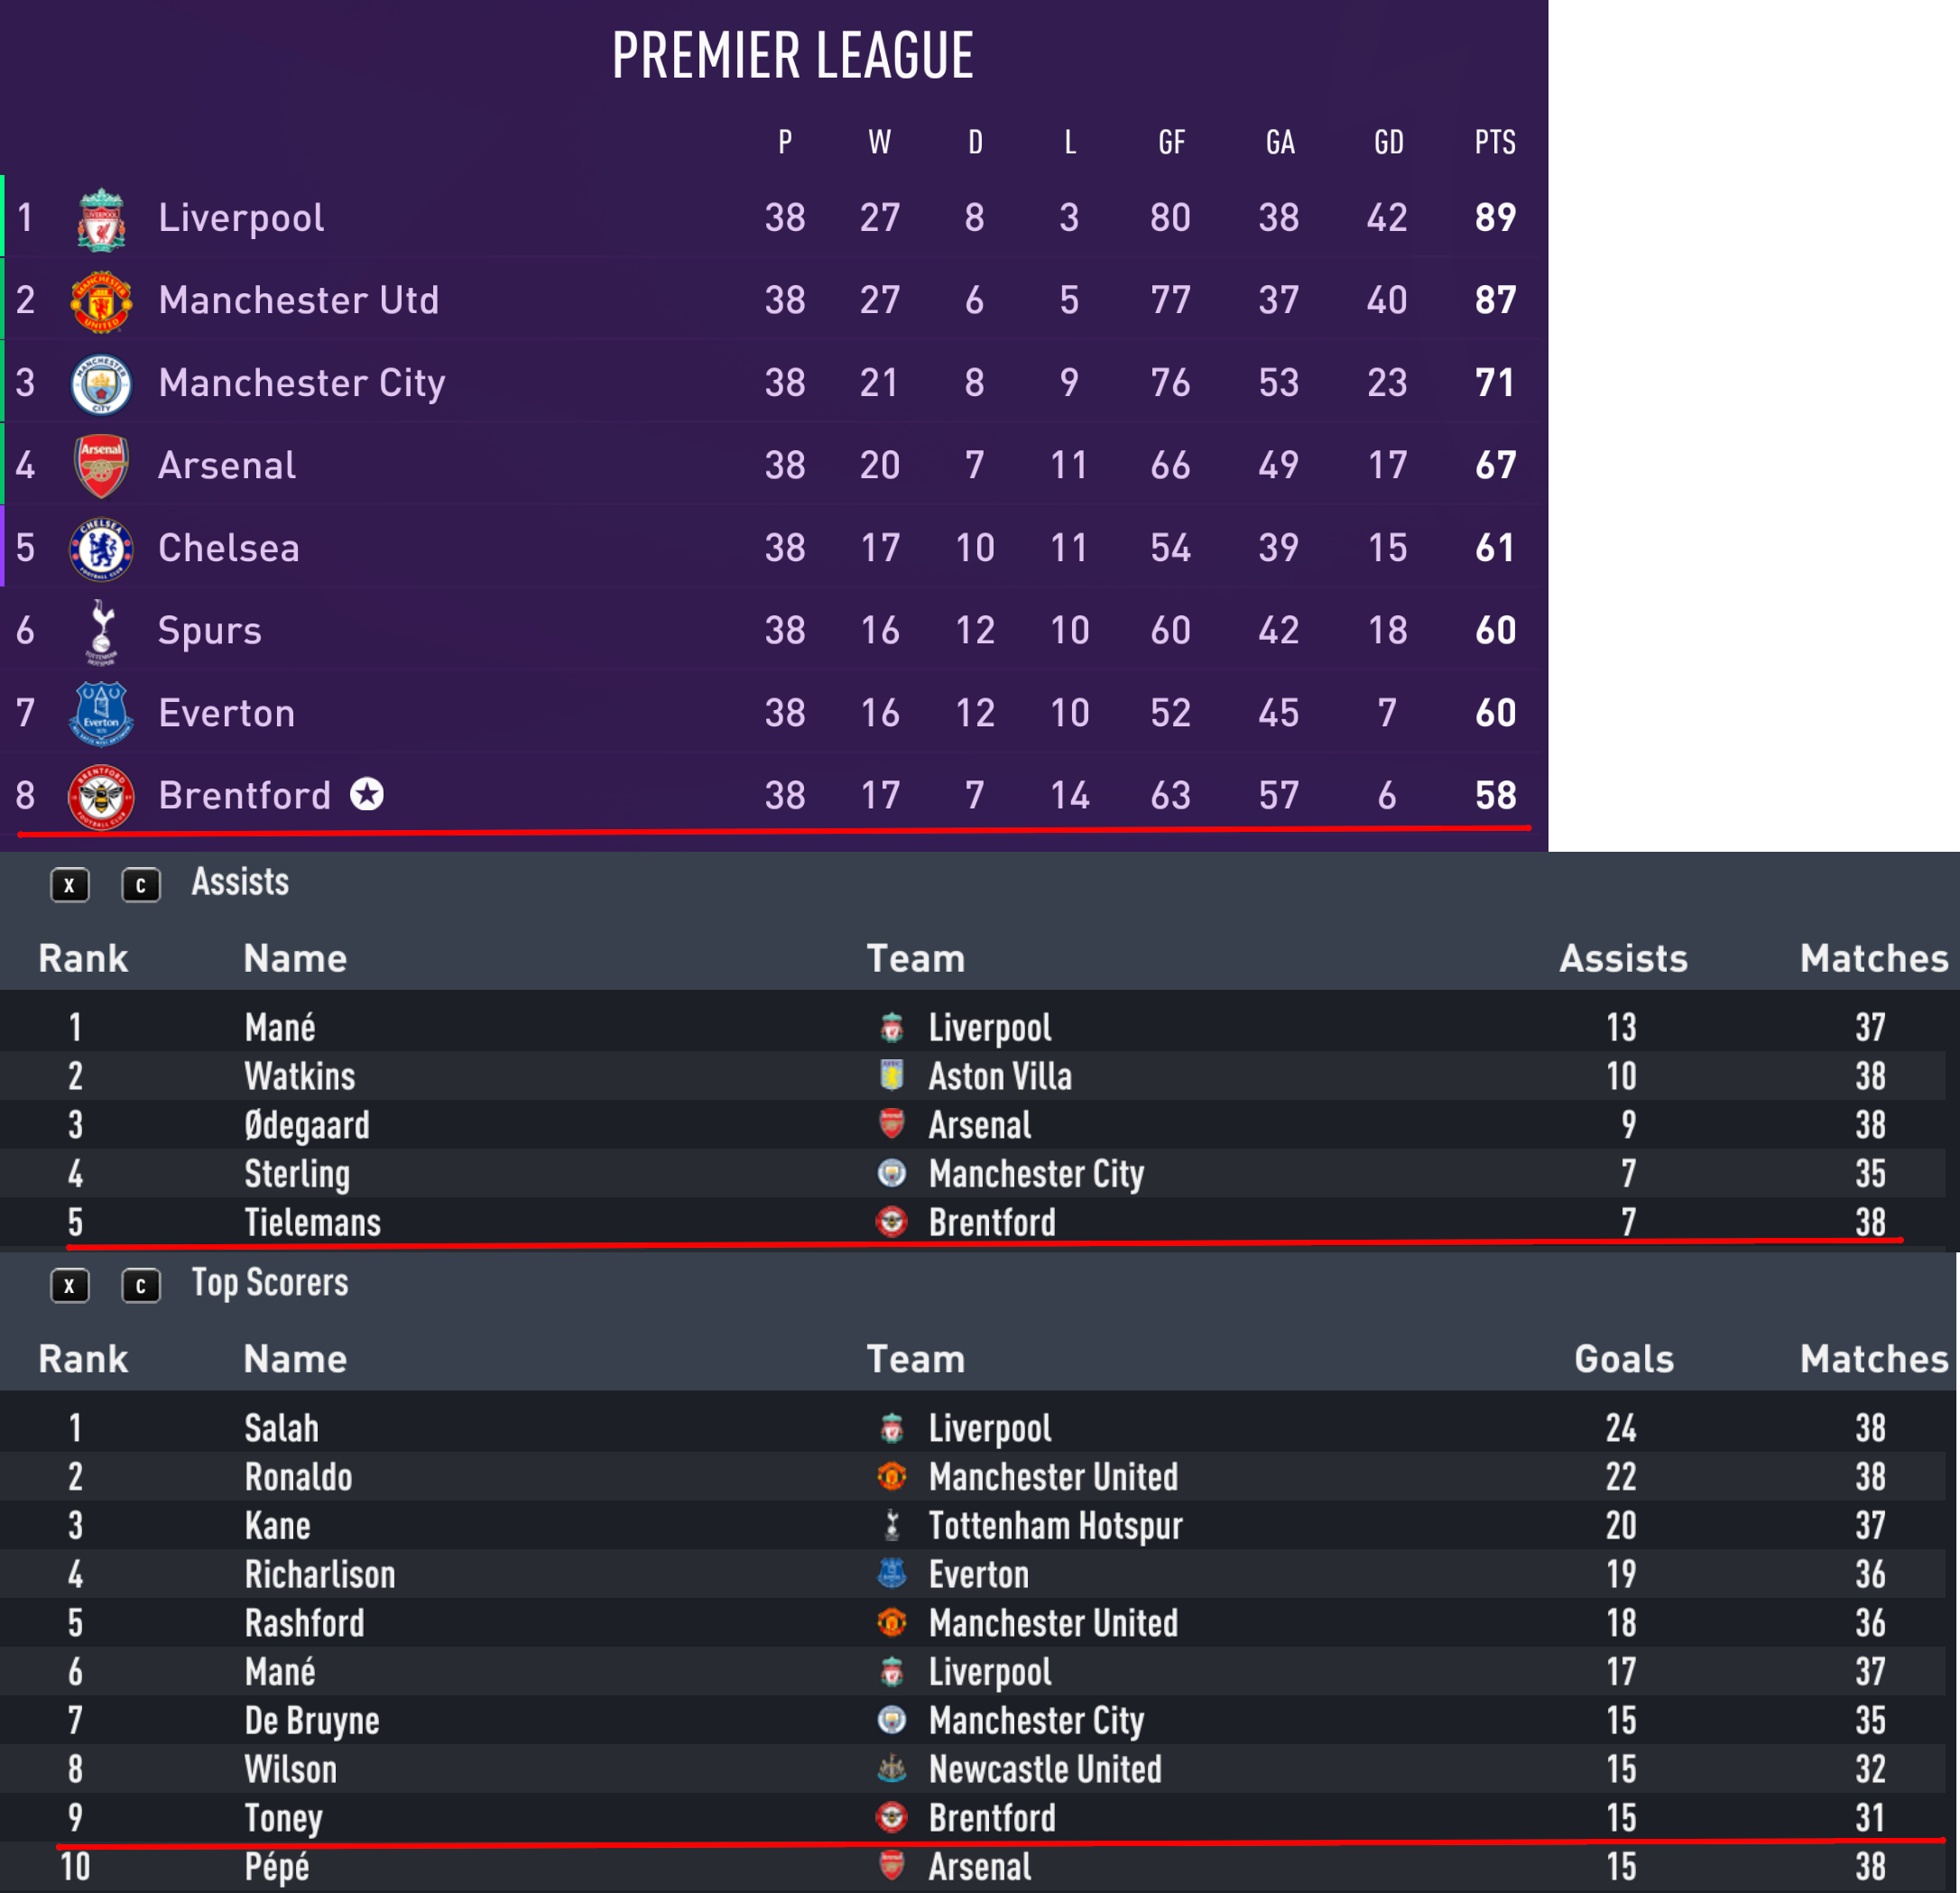 PREMIER LEAGUE
P W D L GF GA GD PTS
1 Liverpool 38 27 8 3 80 38 42 89
2 Manchester Utd 38 27 6 5 77 37 40 87
3 Manchester City 38 21 8 9 76 53 23 71
4 Arsenal 38 20 7 11 66 49 17 67
5 Chelsea 38 17 10 11 54 39 15 61
6 Spurs 38 16 12 10 60 42 18 60
7 Everton 38 16 12 10 52 45 7 60
8 Brentford 38 17 7 14 63 57 6 58
X C Assists
Rank Name Team Assists Matches
1 Mané Liverpool 13 37
2 Watkins Aston Villa 10 38
3 Ødegaard Arsenal 9 38
4 Sterling Manchester City 7 35
5 Tielemans Brentford 7 38
X C Top Scorers
Rank Name Team Goals Matches
1 Salah Liverpool 24 38
2 Ronaldo Manchester United 22 38
3 Kane Tottenham Hotspur 20 37
4 Richarlison Everton 19 36
5 Rashford Manchester United 18 36
6 Mané Liverpool 17 37
7 De Bruyne Manchester City 15 35
8 Wilson Newcastle United 15 32
9 Toney Brentford 15 31
10 Pépé Arsenal 15 38